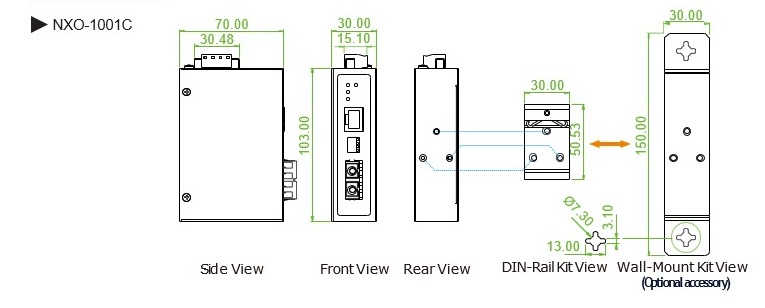 ▶ NXO-1001C
70.00
30.48
30.00
15.10
103.00
30.00
50.53
30.00
150.00
Ø7.30
3.10
13.00
Side View
Front View
Rear View
DIN-Rail Kit View
Wall-Mount Kit View
(Optional accessory)